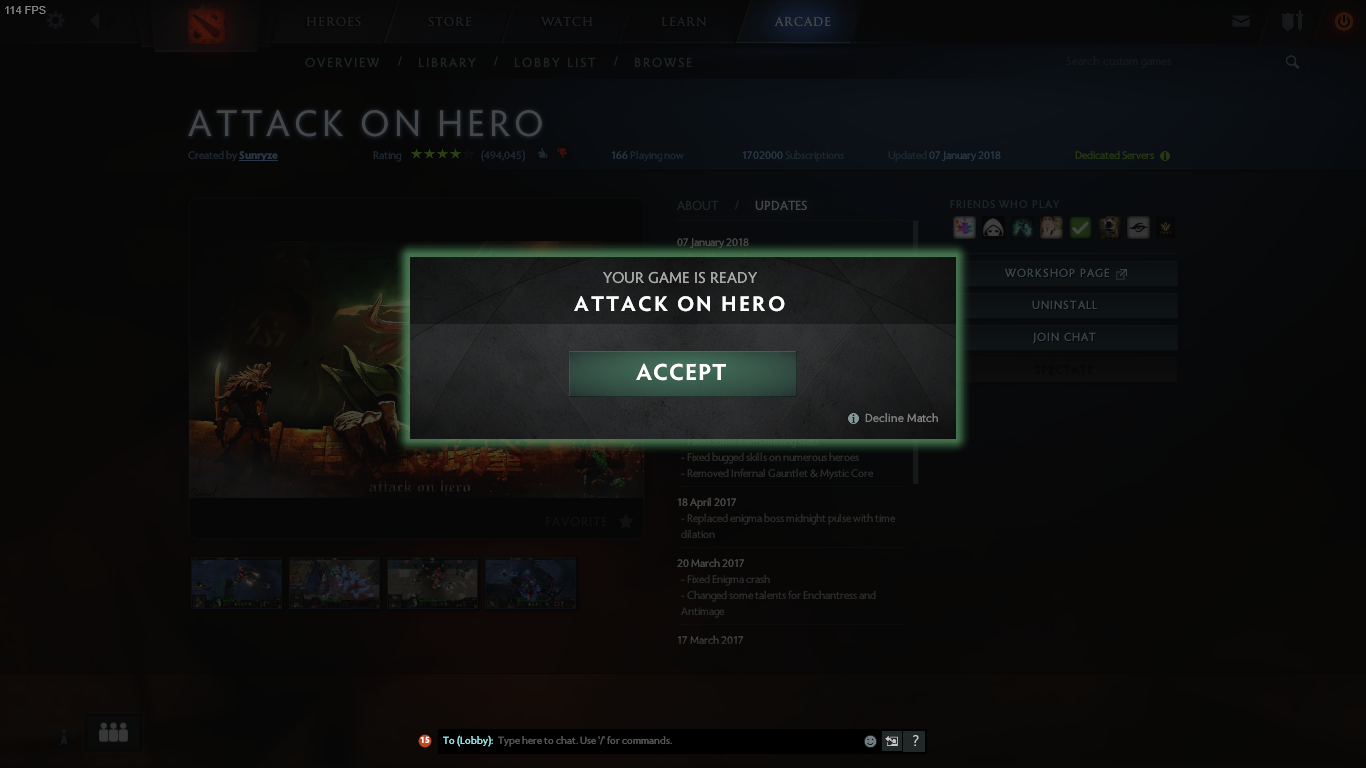 114 FPS
HEROES
STORE
WATCH
LEARN
ARCADE
OVERVIEW / LIBRARY / LOBBY LIST / BROWSE
Search custom games
ATTACK ON HERO
Created by Sunryze
Rating
(494,045)
166 Playing now
1702000 Subscriptions
Updated 07 January 2018
Dedicated Servers
ABOUT / UPDATES
FRIENDS WHO PLAY
07 January 2018
YOUR GAME IS READY
ATTACK ON HERO
ACCEPT
Decline Match
WORKSHOP PAGE
UNINSTALL
JOIN CHAT
SPECTATE
- Fixed bugged skills on numerous heroes
- Removed Infernal Gauntlet & Mystic Core
attack on hero
FAVORITE
18 April 2017
- Replaced enigma boss midnight pulse with time
dilation
20 March 2017
- Fixed Enigma crash
- Changed some talents for Enchantress and
Antimage
17 March 2017
15
To (Lobby): Type here to chat. Use '/' for commands.
?